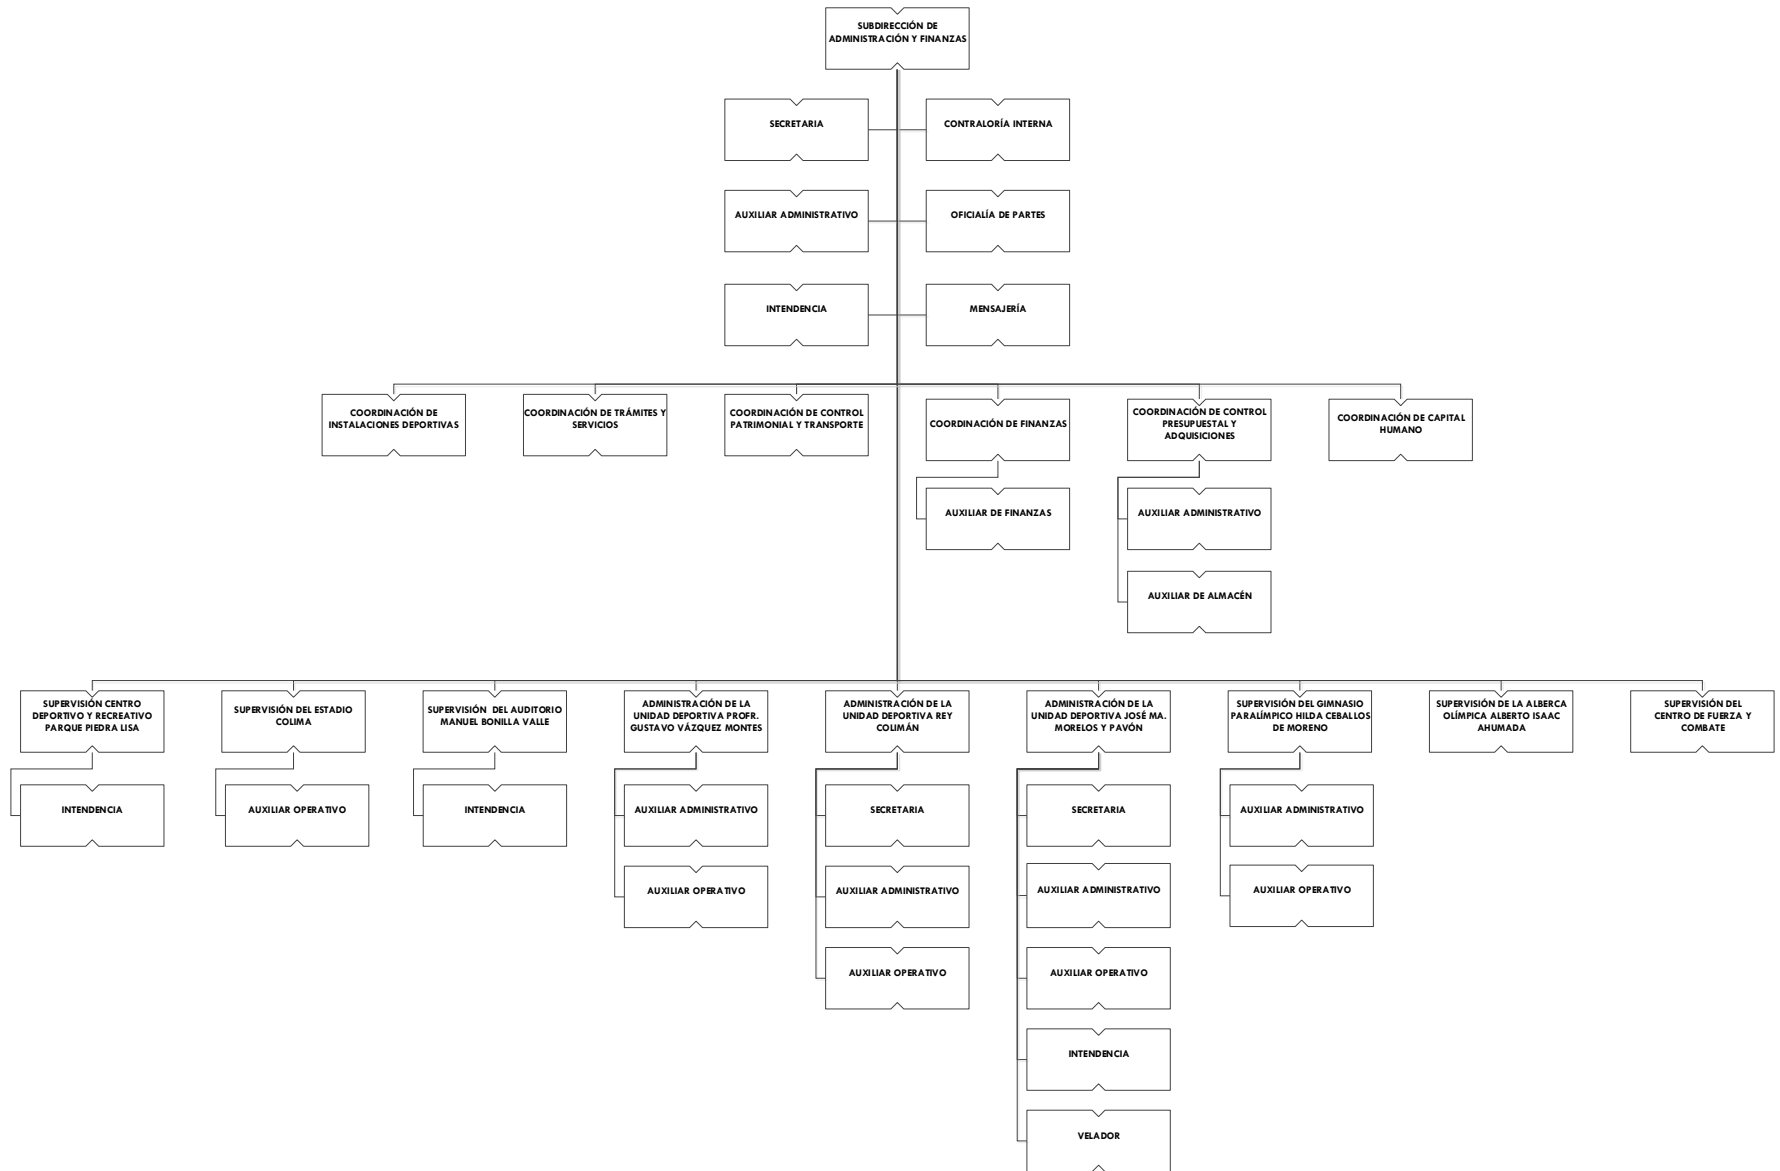 SUBDIRECCIÓN DE
ADMINISTRACIÓN Y FINANZAS
SECRETARIA
CONTRALORÍA INTERNA
AUXILIAR ADMINISTRATIVO
OFICIALÍA DE PARTES
INTENDENCIA
MENSAJERÍA
COORDINACIÓN DE
INSTALACIONES DEPORTIVAS
COORDINACIÓN DE TRÁMITES Y
SERVICIOS
COORDINACIÓN DE CONTROL
PATRIMONIAL Y TRANSPORTE
COORDINACIÓN DE FINANZAS
COORDINACIÓN DE CONTROL
PRESUPUESTAL Y
ADQUISICIONES
COORDINACIÓN DE CAPITAL
HUMANO
AUXILIAR DE FINANZAS
AUXILIAR ADMINISTRATIVO
AUXILIAR DE ALMACÉN
SUPERVISIÓN CENTRO
DEPORTIVO Y RECREATIVO
PARQUE PIEDRA LISA
SUPERVISIÓN DEL ESTADIO
COLIMA
SUPERVISIÓN DEL AUDITORIO
MANUEL BONILLA VALLE
ADMINISTRACIÓN DE LA
UNIDAD DEPORTIVA PROFR.
GUSTAVO VÁZQUEZ MONTES
ADMINISTRACIÓN DE LA
UNIDAD DEPORTIVA REY
COLIMÁN
ADMINISTRACIÓN DE LA
UNIDAD DEPORTIVA JOSÉ MA.
MORELOS Y PAVÓN
SUPERVISIÓN DEL GIMNASIO
PARALÍMPICO HILDA CEBALLOS
DE MORENO
SUPERVISIÓN DE LA ALBERCA
OLÍMPICA ALBERTO ISAAC
AHUMADA
SUPERVISIÓN DEL
CENTRO DE FUERZA Y
COMBATE
INTENDENCIA
AUXILIAR OPERATIVO
INTENDENCIA
AUXILIAR ADMINISTRATIVO
SECRETARIA
SECRETARIA
AUXILIAR ADMINISTRATIVO
AUXILIAR OPERATIVO
AUXILIAR ADMINISTRATIVO
AUXILIAR ADMINISTRATIVO
AUXILIAR OPERATIVO
AUXILIAR OPERATIVO
AUXILIAR OPERATIVO
INTENDENCIA
VELADOR